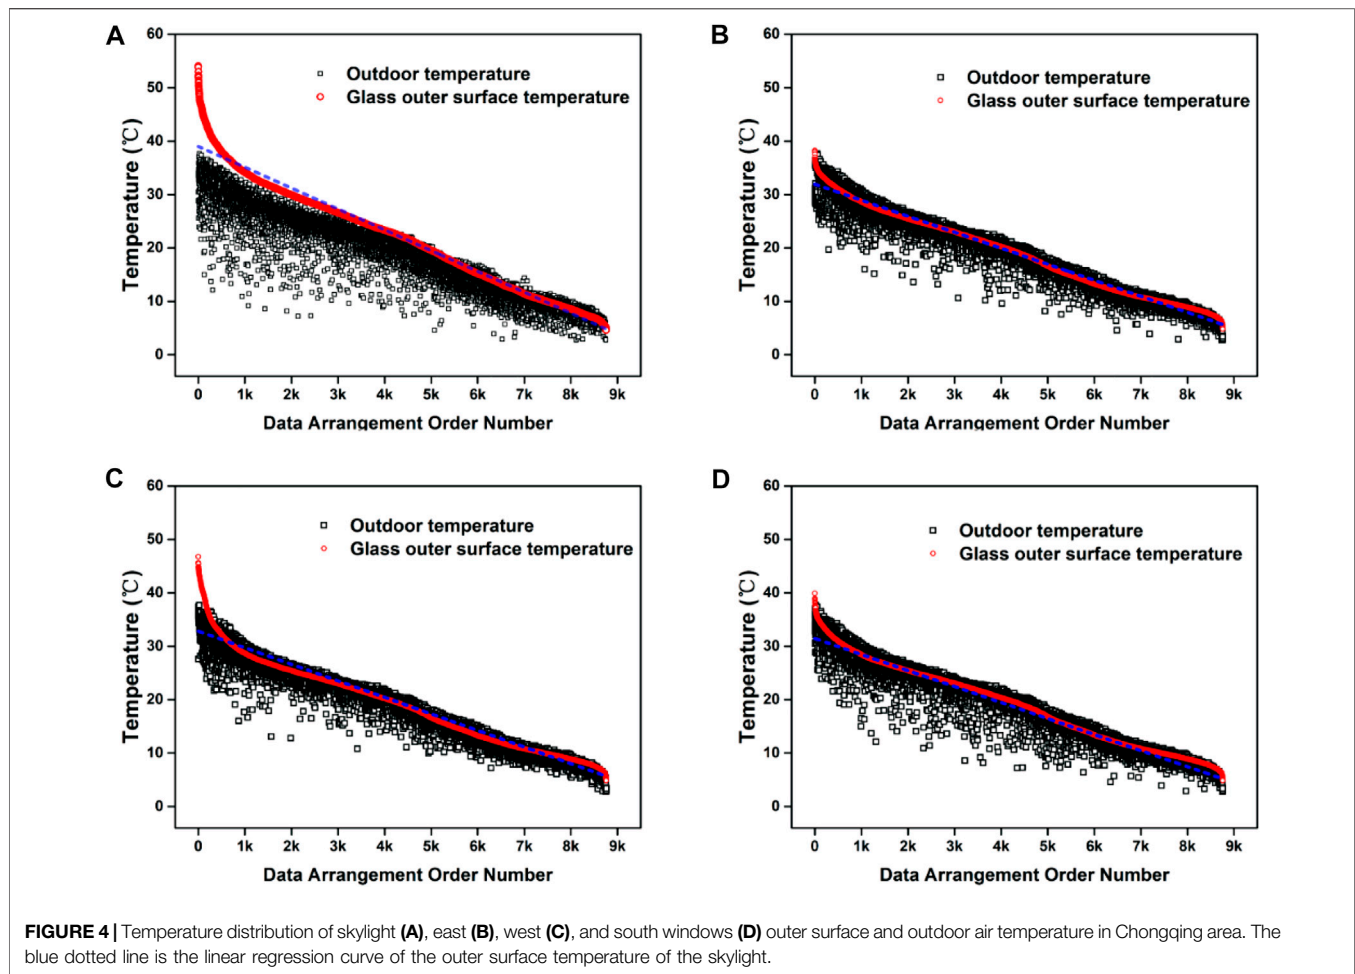 A
60
50
40
30
20
10
0
Temperature (℃)
Outdoor temperature
Glass outer surface temperature
0 1k 2k 3k 4k 5k 6k 7k 8k 9k
Data Arrangement Order Number
B
60
50
40
30
20
10
0
Temperature (℃)
Outdoor temperature
Glass outer surface temperature
0 1k 2k 3k 4k 5k 6k 7k 8k 9k
Data Arrangement Order Number
C
60
50
40
30
20
10
0
Temperature (℃)
Outdoor temperature
Glass outer surface temperature
0 1k 2k 3k 4k 5k 6k 7k 8k 9k
Data Arrangement Order Number
D
60
50
40
30
20
10
0
Temperature (℃)
Outdoor temperature
Glass outer surface temperature
0 1k 2k 3k 4k 5k 6k 7k 8k 9k
Data Arrangement Order Number
FIGURE 4 | Temperature distribution of skylight (A), east (B), west (C), and south windows (D) outer surface and outdoor air temperature in Chongqing area. The
blue dotted line is the linear regression curve of the outer surface temperature of the skylight.